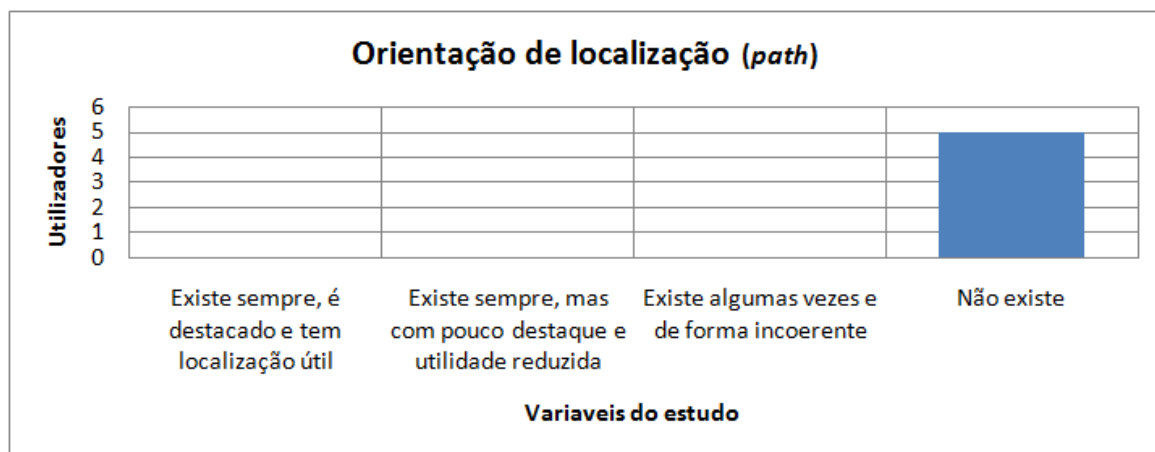 Orientação de localização (path)
Utilizadores
6
5
4
3
2
1
0
Existe sempre, é
destacado e tem
localização útil
Existe sempre, mas
com pouco destaque e
utilidade reduzida
Existe algumas vezes e
de forma incoerente
Não existe
Variaveis do estudo